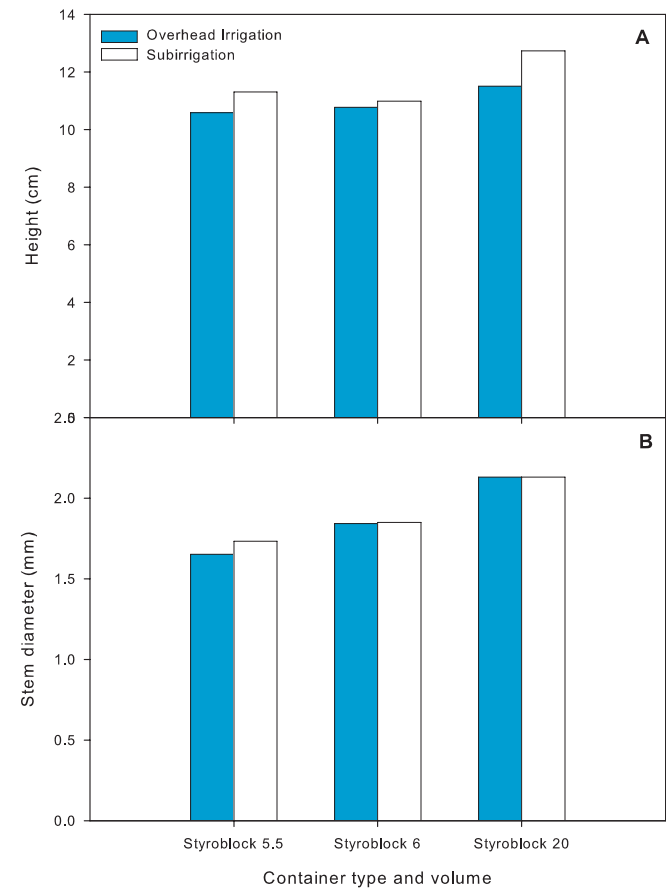 14
A
Overhead Irrigation
Subirrigation
12
10
8
6
4
2
Height (cm)
2.5
B
2.0
1.5
1.0
0.5
0.0
Stem diameter (mm)
Styroblock 5.5 Styroblock 6 Styroblock 20
Container type and volume